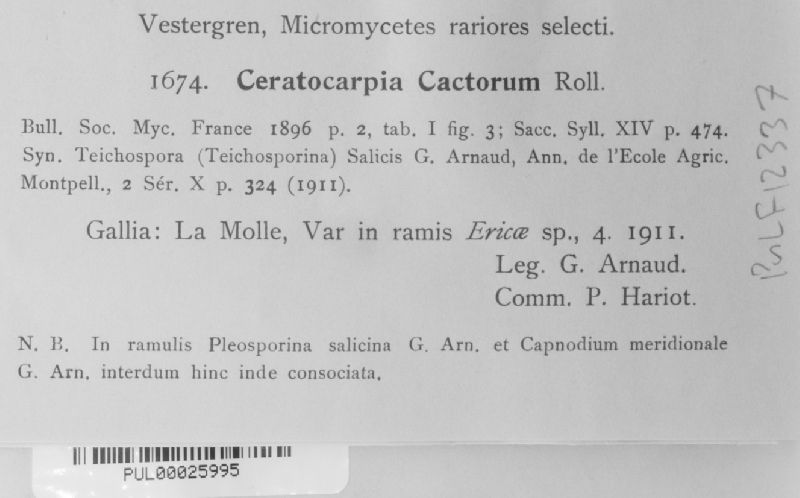 Vestergren, Micromycetes rariores selecti.
1674. Ceratocarpia Cactorum Roll.
Bull. Soc. Myc. France 1896 p. 2, tab. I fig. 3; Sacc. Syll. XIV p. 474.
Syn. Teichospora (Teichosporina) Salicis G. Arnaud, Ann. de l'Ecole Agric.
Montpell., 2 Sér. X p. 324 (1911).
Gallia: La Molle, Var in ramis Ericæ sp., 4. 1911.
Leg. G. Arnaud.
Comm. P. Hariot.
N. B. In ramulis Pleosporina salicina G. Arn. et Capnodium meridionale
G. Arn. interdum hinc inde consociata.
PUL00025995
PuL F12337